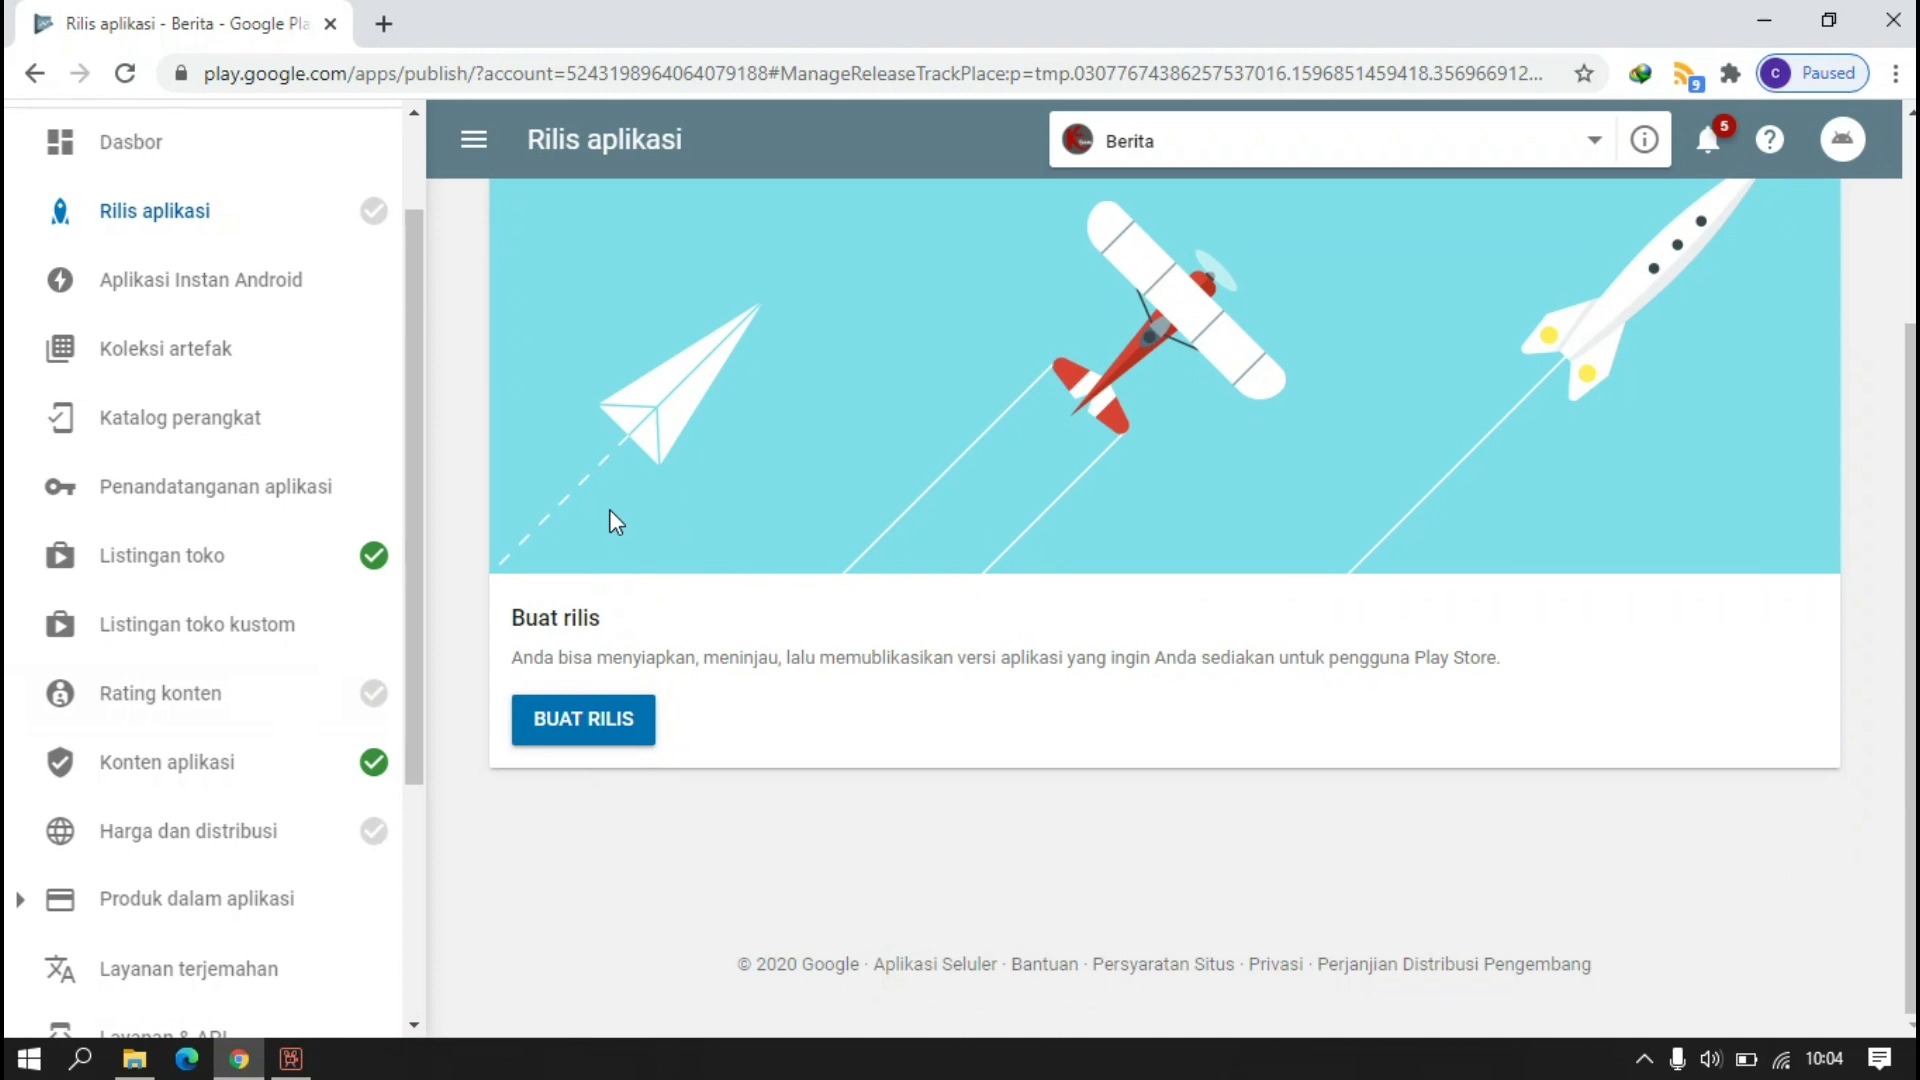 Rilis aplikasi - Berita - Google Pla
play.google.com/apps/publish/?account=5243198964064079188#ManageReleaseTrackPlace:p=tmp.03077674386257537016.1596851459418.356966912...
9
c
Paused
Dasbor
Rilis aplikasi
Aplikasi Instan Android
Koleksi artefak
Katalog perangkat
Penandatanganan aplikasi
Listingan toko
Listingan toko kustom
Rating konten
Konten aplikasi
Harga dan distribusi
Produk dalam aplikasi
Layanan terjemahan
Layanan & API
Rilis aplikasi
Berita
5
Buat rilis
Anda bisa menyiapkan, meninjau, lalu memublikasikan versi aplikasi yang ingin Anda sediakan untuk pengguna Play Store.
BUAT RILIS
© 2020 Google · Aplikasi Seluler · Bantuan · Persyaratan Situs · Privasi · Perjanjian Distribusi Pengembang
10:04